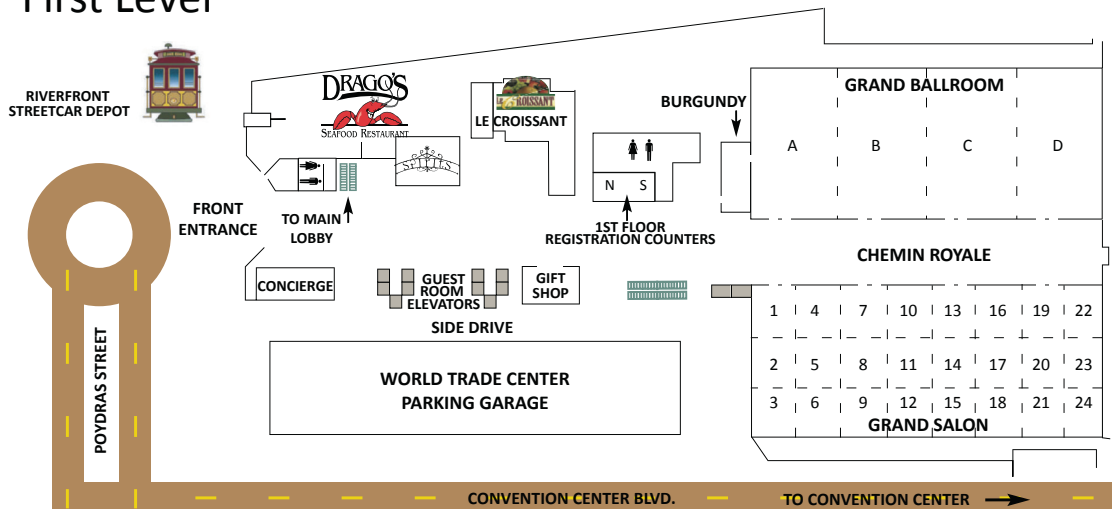 First Level
RIVERFRONT
STREETCAR DEPOT
DRAGO'S
SEAFOOD RESTAURANT
LE CROISSANT
LE CROISSANT
SPIRITS
BURGUNDY
GRAND BALLROOM
A B C D
N S
1ST FLOOR
REGISTRATION COUNTERS
FRONT
ENTRANCE
TO MAIN
LOBBY
CHEMIN ROYALE
CONCIERGE
GUEST
ROOM
ELEVATORS
GIFT
SHOP
SIDE DRIVE
1 4 7 10 13 16 19 22
2 5 8 11 14 17 20 23
3 6 9 12 15 18 21 24
GRAND SALON
WORLD TRADE CENTER
PARKING GARAGE
POYDRAS STREET
CONVENTION CENTER BLVD.
TO CONVENTION CENTER